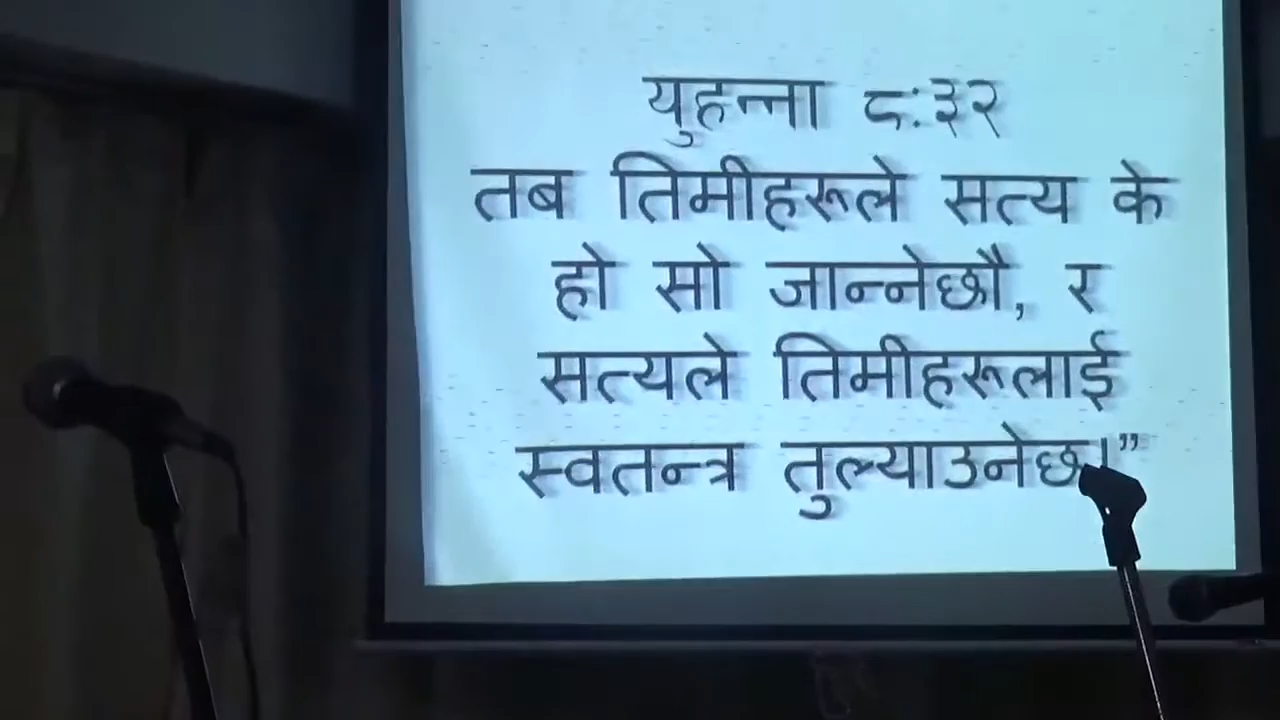 युहन्ना ८:३२
तब तिमीहरूले सत्य के
हो सो जान्नेछौ, र
सत्यले तिमीहरूलाई
स्वतन्त्र तुल्याउनेछ।”